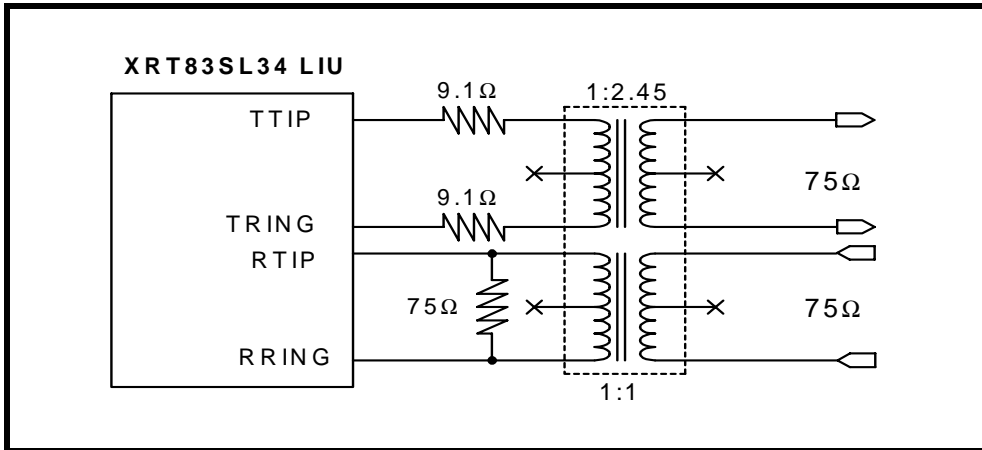 XRT83SL34 LIU
9.1Ω
1:2.45
TTIP
75Ω
9.1Ω
TRING
RTIP
75Ω
75Ω
RRING
1:1